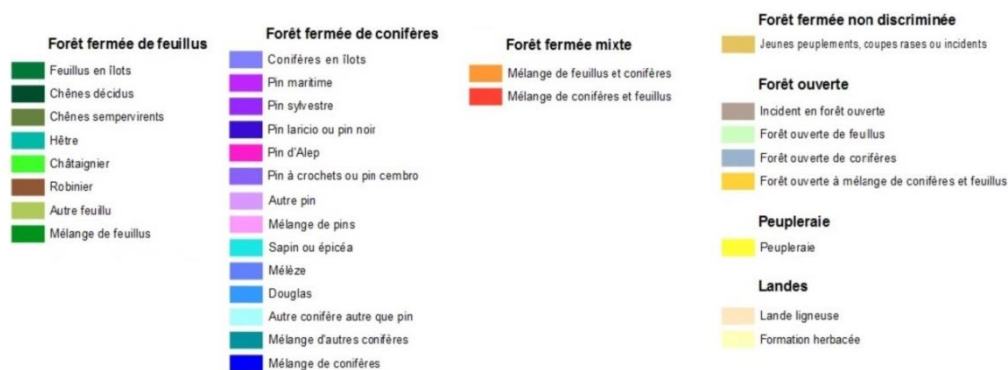 Forêt fermée de feuillus
Feuillus en îlots
Chênes décidus
Chênes sempervirents
Hêtre
Châtaignier
Robinier
Autre feuillu
Mélange de feuillus
Forêt fermée de conifères
Conifères en îlots
Pin maritime
Pin sylvestre
Pin laricio ou pin noir
Pin d'Alep
Pin à crochets ou pin cembro
Autre pin
Mélange de pins
Sapin ou épicéa
Mélèze
Douglas
Autre conifère autre que pin
Mélange d'autres conifères
Mélange de conifères
Forêt fermée mixte
Mélange de feuillus et conifères
Mélange de conifères et feuillus
Forêt fermée non discriminée
Jeunes peuplements, coupes rases ou incidents
Forêt ouverte
Incident en forêt ouverte
Forêt ouverte de feuillus
Forêt ouverte de conifères
Forêt ouverte à mélange de conifères et feuillus
Peupleraie
Peupleraie
Landes
Lande ligneuse
Formation herbacée